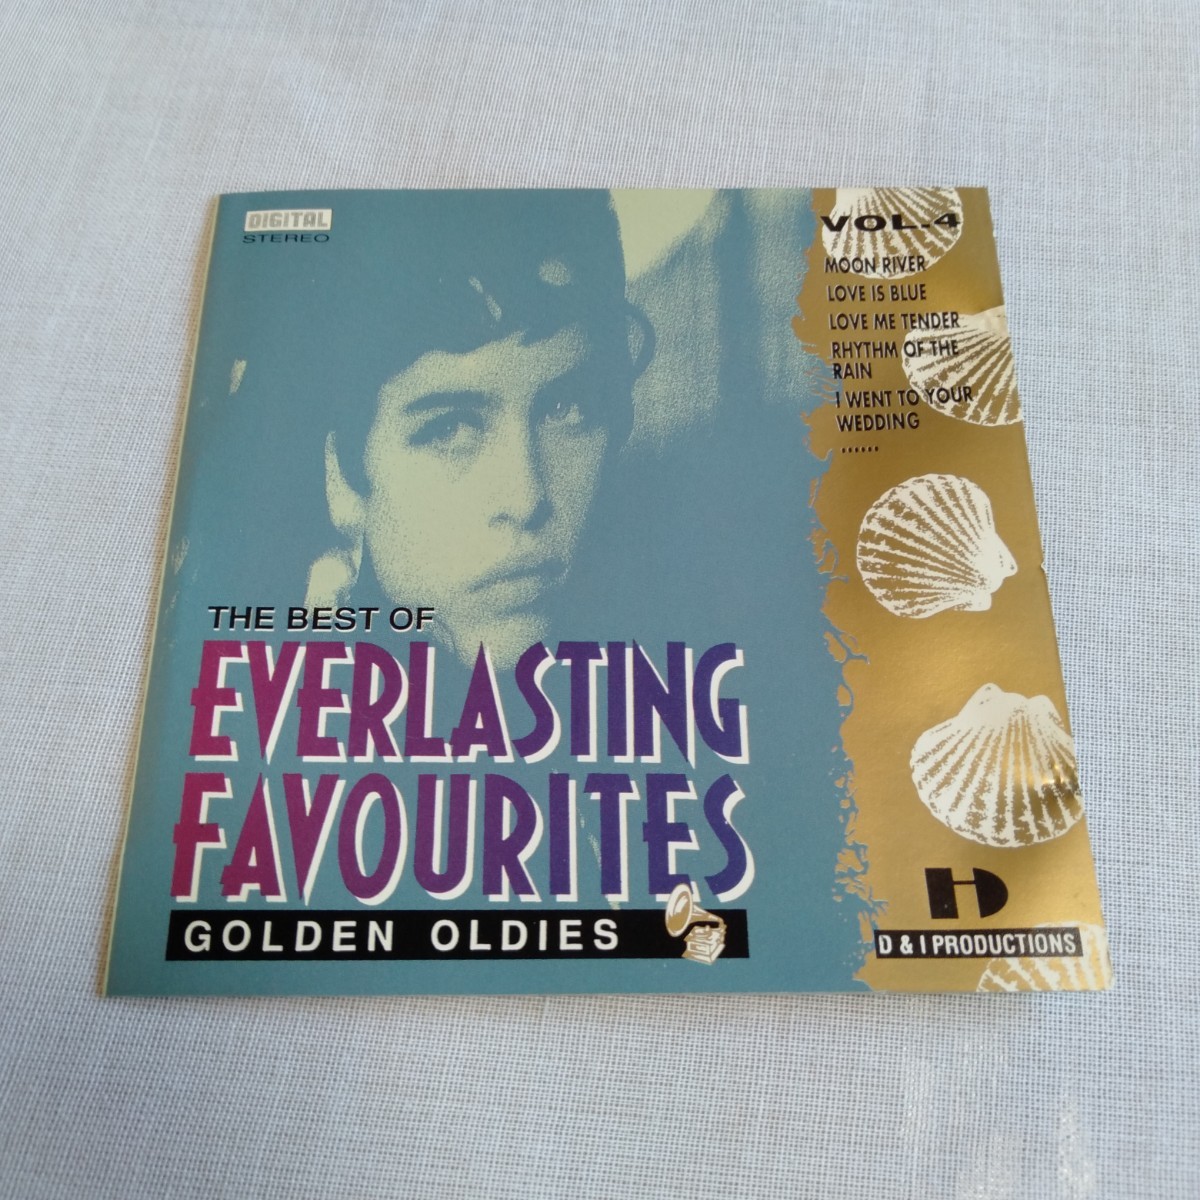 DIGITAL
STEREO
VOL.4
MOON RIVER
LOVE IS BLUE
LOVE ME TENDER
RHYTHM OF THE
RAIN
I WENT TO YOUR
WEDDING
......
THE BEST OF
EVERLASTING
FAVOURITES
GOLDEN OLDIES
D & I PRODUCTIONS